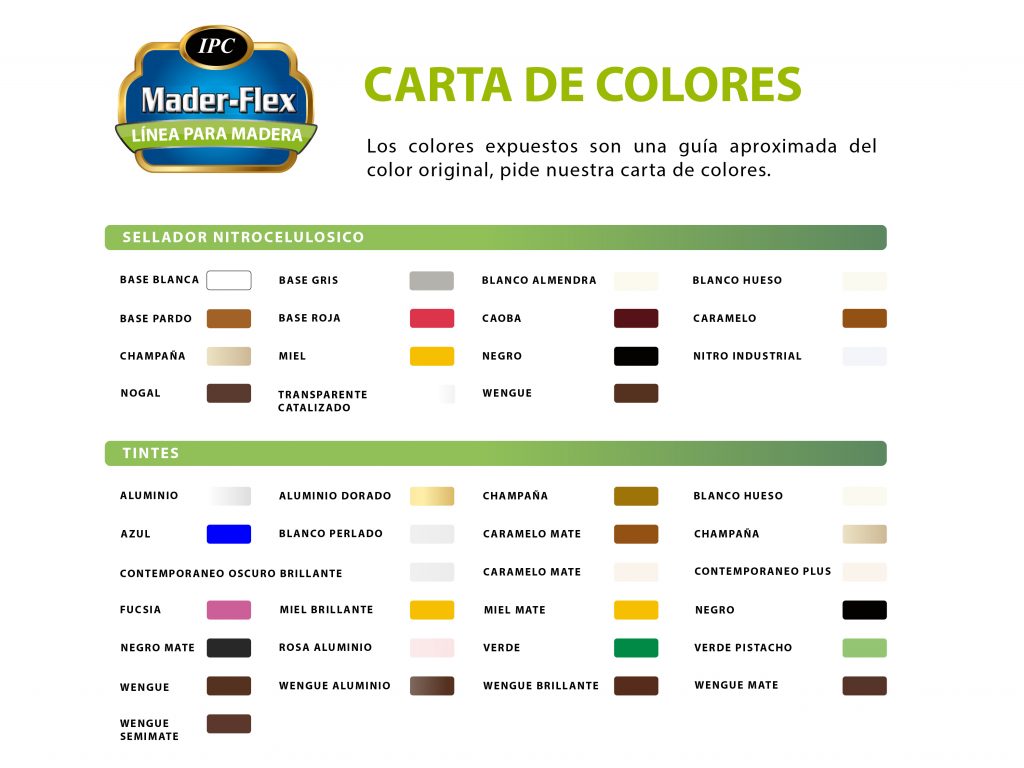 IPC
Mader-Flex
LÍNEA PARA MADERA
CARTA DE COLORES
Los colores expuestos son una guía aproximada del
color original, pide nuestra carta de colores.
SELLADOR NITROCELULOSICO
BASE BLANCA
BASE GRIS
BLANCO ALMENDRA
BLANCO HUESO
BASE PARDO
BASE ROJA
CAOBA
CARAMELO
CHAMPAÑA
MIEL
NEGRO
NITRO INDUSTRIAL
NOGAL
TRANSPARENTE
CATALIZADO
WENGUE
TINTES
ALUMINIO
ALUMINIO DORADO
CHAMPAÑA
BLANCO HUESO
AZUL
BLANCO PERLADO
CARAMELO MATE
CHAMPAÑA
CONTEMPORANEO OSCURO BRILLANTE
CARAMELO MATE
CONTEMPORANEO PLUS
FUCSIA
MIEL BRILLANTE
MIEL MATE
NEGRO
NEGRO MATE
ROSA ALUMINIO
VERDE
VERDE PISTACHO
WENGUE
WENGUE ALUMINIO
WENGUE BRILLANTE
WENGUE MATE
WENGUE
SEMIMATE